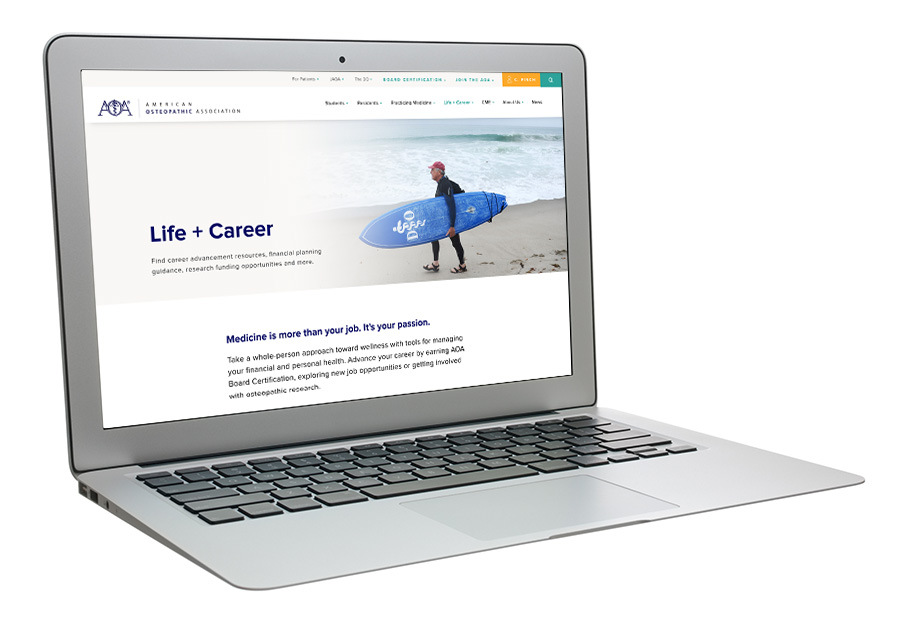 For Patients JAOA The DO BOARD CERTIFICATION JOIN THE AOA
AOA
AMERICAN
OSTEOPATHIC ASSOCIATION
Students Residents Practicing Medicine Life + Career CME About Us News
Life + Career
Find career advancement resources, financial planning
guidance, research funding opportunities and more.
Medicine is more than your job. It's your passion.
Take a whole-person approach toward wellness with tools for managing
your financial and personal health. Advance your career by earning AOA
Board Certification, exploring new job opportunities or getting involved
with osteopathic research.